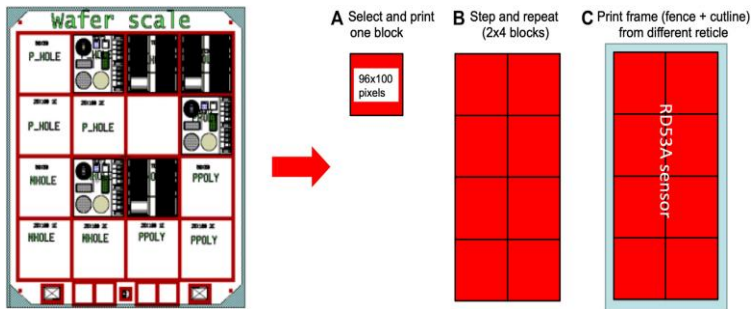 Wafer scale
P_HOLE
P_HOLE
P_HOLE
NHOLE
PPOLY
NHOLE
NHOLE
PPOLY
PPOLY
A Select and print
one block
96x100
pixels
B Step and repeat
(2x4 blocks)
C Print frame (fence + cutline)
from different reticle
RD53A sensor